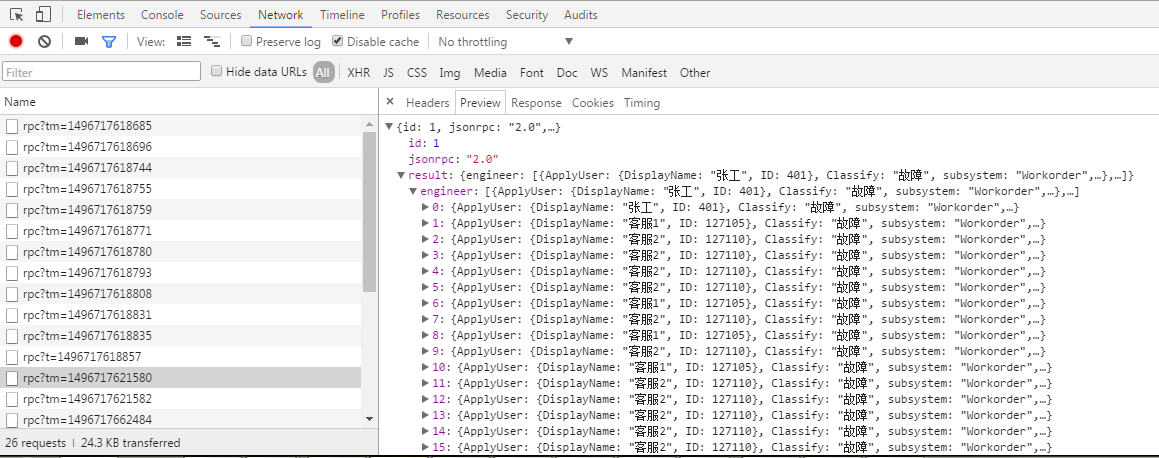 Elements Console Sources Network Timeline Profiles Resources Security Audits
View: Preserve log Disable cache No throttling ▼
Filter Hide data URLs All XHR JS CSS Img Media Font Doc WS Manifest Other
Name
rpc?tm=1496717618685
rpc?tm=1496717618696
rpc?tm=1496717618744
rpc?tm=1496717618755
rpc?tm=1496717618759
rpc?tm=1496717618771
rpc?tm=1496717618780
rpc?tm=1496717618793
rpc?tm=1496717618808
rpc?tm=1496717618831
rpc?tm=1496717618835
rpc?t=1496717618857
rpc?tm=1496717621580
rpc?tm=1496717621582
rpc?tm=1496717662484
26 requests | 24.3 KB transferred
× Headers Preview Response Cookies Timing
▼{id: 1, jsonrpc: "2.0",…}
id: 1
jsonrpc: "2.0"
▼result: {engineer: [{ApplyUser: {DisplayName: "张工", ID: 401}, Classify: "故障", subsystem: "Workorder",…},…]}
▼engineer: [{ApplyUser: {DisplayName: "张工", ID: 401}, Classify: "故障", subsystem: "Workorder",…},…]
▶0: {ApplyUser: {DisplayName: "张工", ID: 401}, Classify: "故障", subsystem: "Workorder",…}
▶1: {ApplyUser: {DisplayName: "客服1", ID: 127105}, Classify: "故障", subsystem: "Workorder",…}
▶2: {ApplyUser: {DisplayName: "客服2", ID: 127110}, Classify: "故障", subsystem: "Workorder",…}
▶3: {ApplyUser: {DisplayName: "客服2", ID: 127110}, Classify: "故障", subsystem: "Workorder",…}
▶4: {ApplyUser: {DisplayName: "客服2", ID: 127110}, Classify: "故障", subsystem: "Workorder",…}
▶5: {ApplyUser: {DisplayName: "客服2", ID: 127110}, Classify: "故障", subsystem: "Workorder",…}
▶6: {ApplyUser: {DisplayName: "客服1", ID: 127105}, Classify: "故障", subsystem: "Workorder",…}
▶7: {ApplyUser: {DisplayName: "客服2", ID: 127110}, Classify: "故障", subsystem: "Workorder",…}
▶8: {ApplyUser: {DisplayName: "客服1", ID: 127105}, Classify: "故障", subsystem: "Workorder",…}
▶9: {ApplyUser: {DisplayName: "客服2", ID: 127110}, Classify: "故障", subsystem: "Workorder",…}
▶10: {ApplyUser: {DisplayName: "客服1", ID: 127105}, Classify: "故障", subsystem: "Workorder",…}
▶11: {ApplyUser: {DisplayName: "客服2", ID: 127110}, Classify: "故障", subsystem: "Workorder",…}
▶12: {ApplyUser: {DisplayName: "客服2", ID: 127110}, Classify: "故障", subsystem: "Workorder",…}
▶13: {ApplyUser: {DisplayName: "客服2", ID: 127110}, Classify: "故障", subsystem: "Workorder",…}
▶14: {ApplyUser: {DisplayName: "客服2", ID: 127110}, Classify: "故障", subsystem: "Workorder",…}
▶15: {ApplyUser: {DisplayName: "客服2", ID: 127110}, Classify: "故障", subsystem: "Workorder",…}